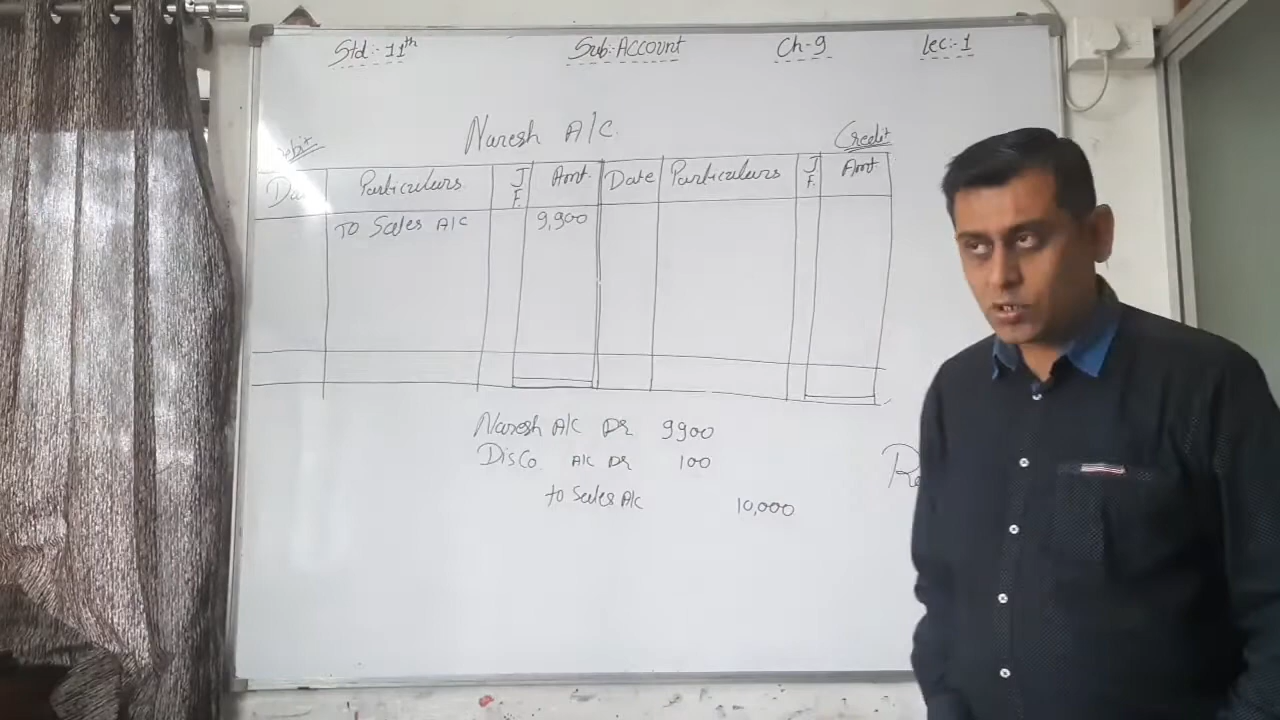 Std:-11th Sub:-Account Ch-9 Lec:-1
Naresh A/C.
Credit
Particulars J F. Amt. Date Particulars J F. Amt
To Sales A/C 9,900
Naresh A/C Dr 9900
Disco A/C Dr 100
to Sales A/C 10,000